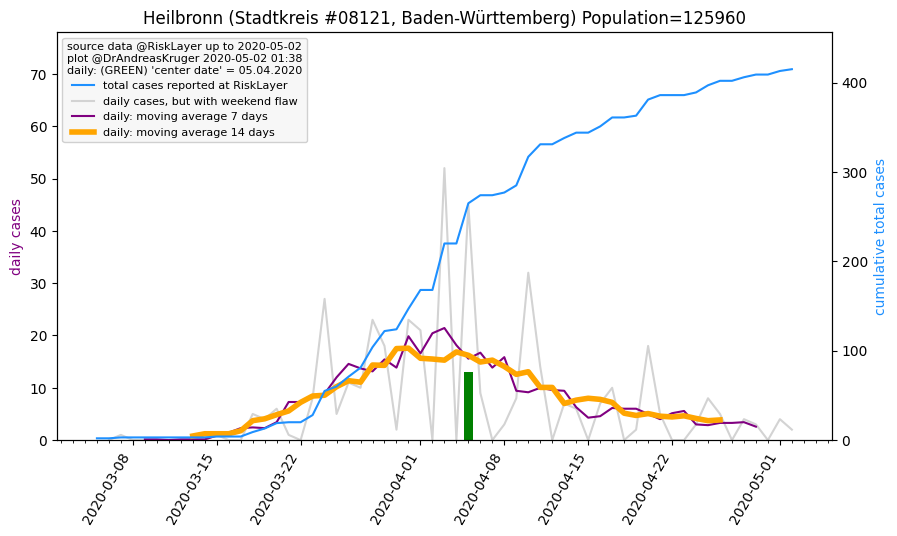 Heilbronn (Stadtkreis #08121, Baden-Württemberg) Population=125960
source data @RiskLayer up to 2020-05-02
plot @DrAndreasKruger 2020-05-02 01:38
daily: (GREEN) 'center date' = 05.04.2020
total cases reported at RiskLayer
daily cases, but with weekend flaw
daily: moving average 7 days
daily: moving average 14 days
daily cases
70
60
50
40
30
20
10
0
cumulative total cases
400
300
200
100
0
2020-03-08
2020-03-15
2020-03-22
2020-04-01
2020-04-08
2020-04-15
2020-04-22
2020-05-01